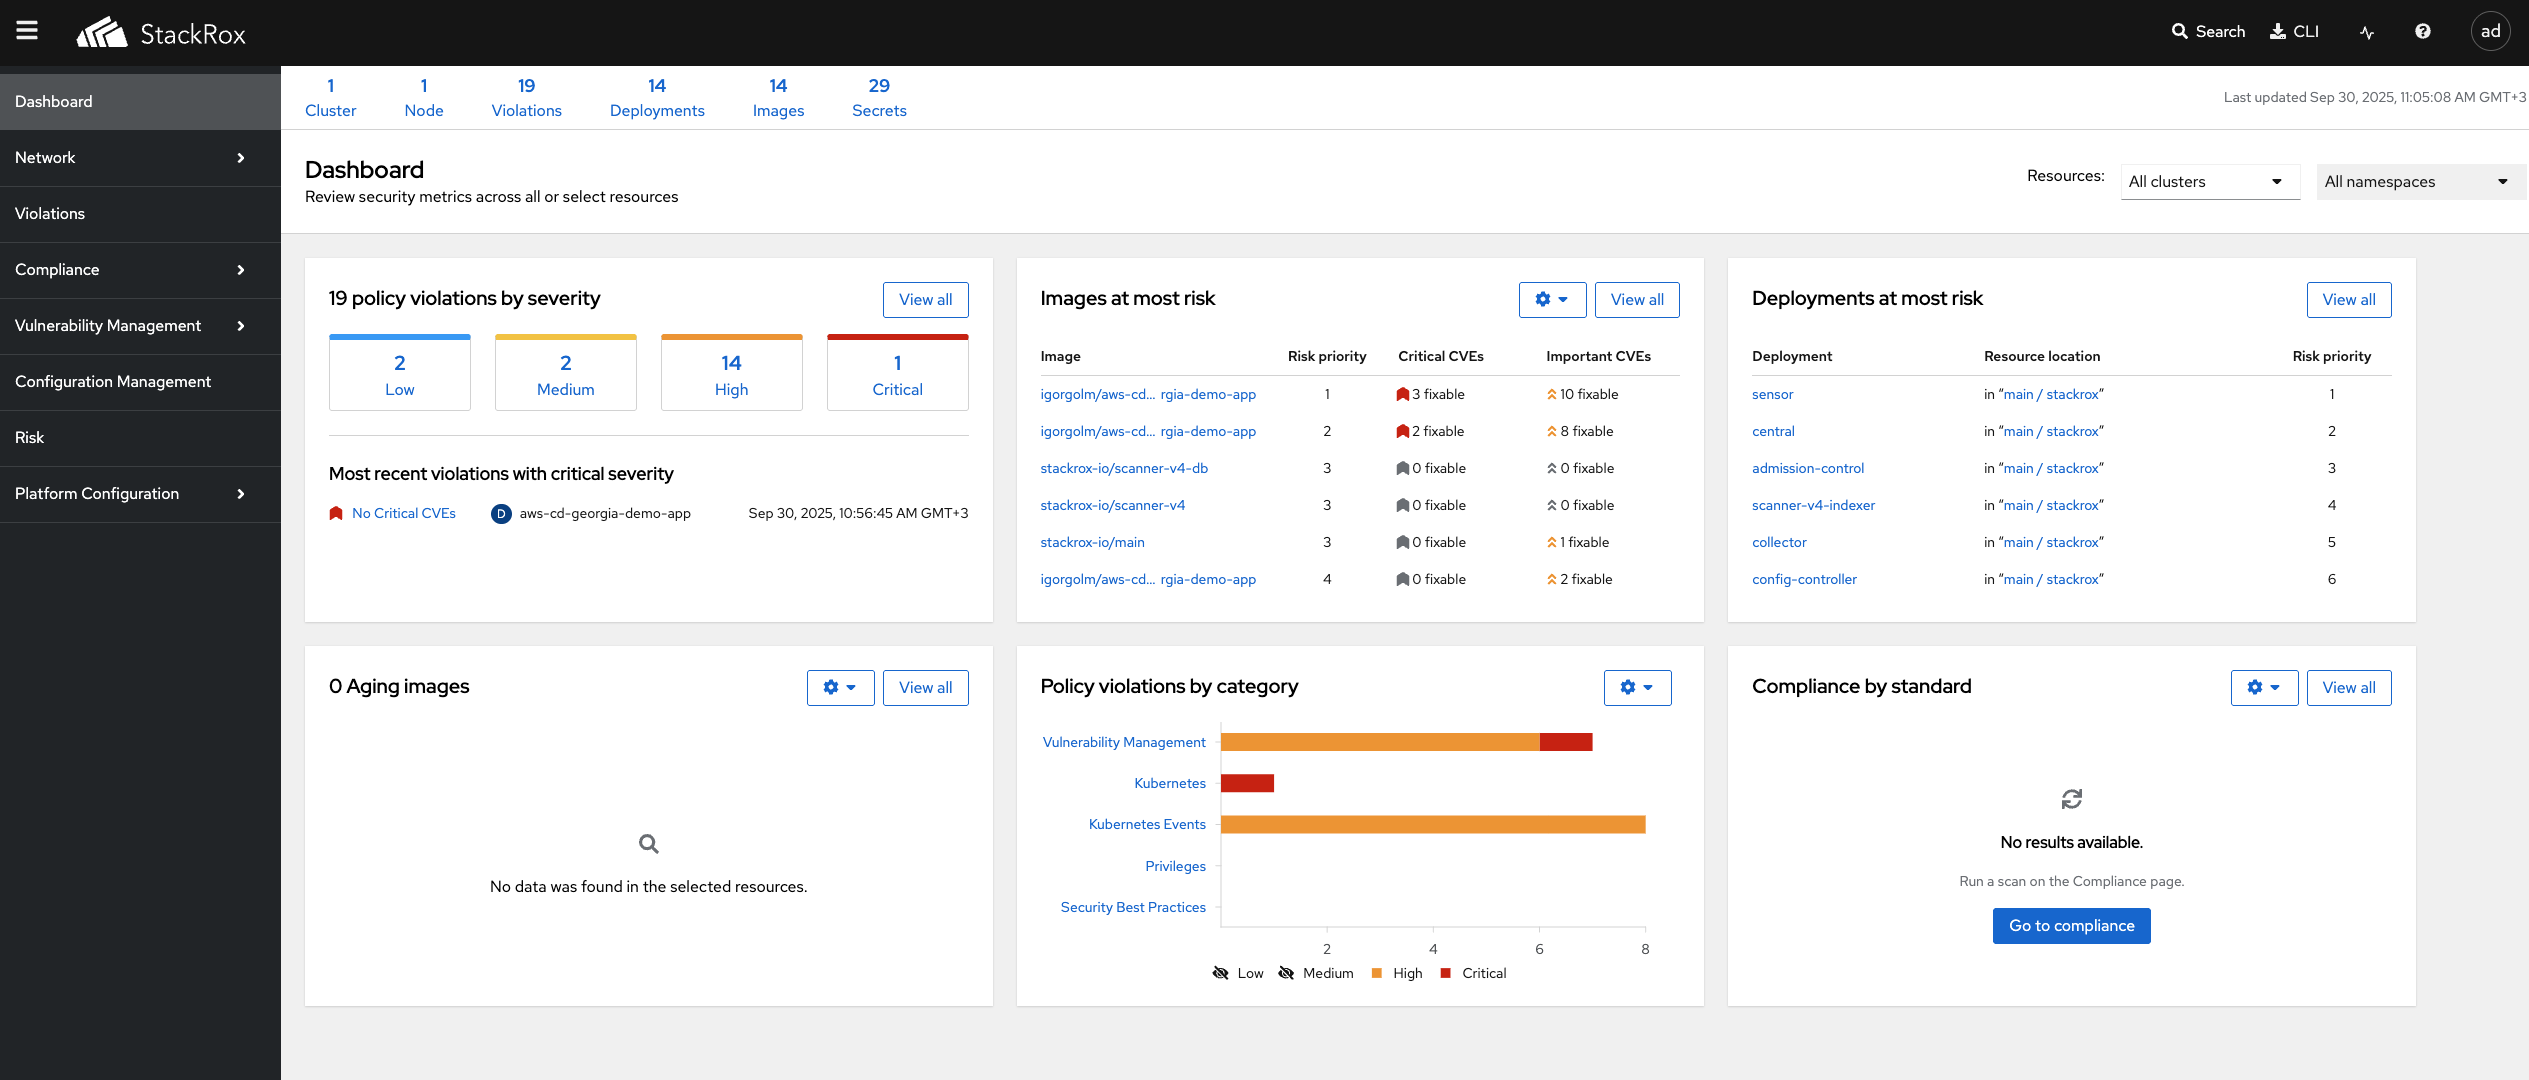 StackRox
Search
CLI
ad
Dashboard
Network
Violations
Compliance
Vulnerability Management
Configuration Management
Risk
Platform Configuration
1 Cluster
1 Node
19 Violations
14 Deployments
14 Images
29 Secrets
Last updated Sep 30, 2025, 11:05:08 AM GMT+3
Dashboard
Review security metrics across all or select resources
Resources:
All clusters
All namespaces
19 policy violations by severity
View all
2 Low
2 Medium
14 High
1 Critical
Most recent violations with critical severity
No Critical CVEs D aws-cd-georgia-demo-app Sep 30, 2025, 10:56:45 AM GMT+3
Images at most risk
View all
Image Risk priority Critical CVEs Important CVEs
igorgolm/aws-cd... rgia-demo-app 1 3 fixable 10 fixable
igorgolm/aws-cd... rgia-demo-app 2 2 fixable 8 fixable
stackrox-io/scanner-v4-db 3 0 fixable 0 fixable
stackrox-io/scanner-v4 3 0 fixable 0 fixable
stackrox-io/main 3 0 fixable 1 fixable
igorgolm/aws-cd... rgia-demo-app 4 0 fixable 2 fixable
Deployments at most risk
View all
Deployment Resource location Risk priority
sensor in “main / stackrox” 1
central in “main / stackrox” 2
admission-control in “main / stackrox” 3
scanner-v4-indexer in “main / stackrox” 4
collector in “main / stackrox” 5
config-controller in “main / stackrox” 6
0 Aging images
View all
No data was found in the selected resources.
Policy violations by category
Vulnerability Management
Kubernetes
Kubernetes Events
Privileges
Security Best Practices
2 4 6 8
Low Medium High Critical
Compliance by standard
View all
No results available.
Run a scan on the Compliance page.
Go to compliance